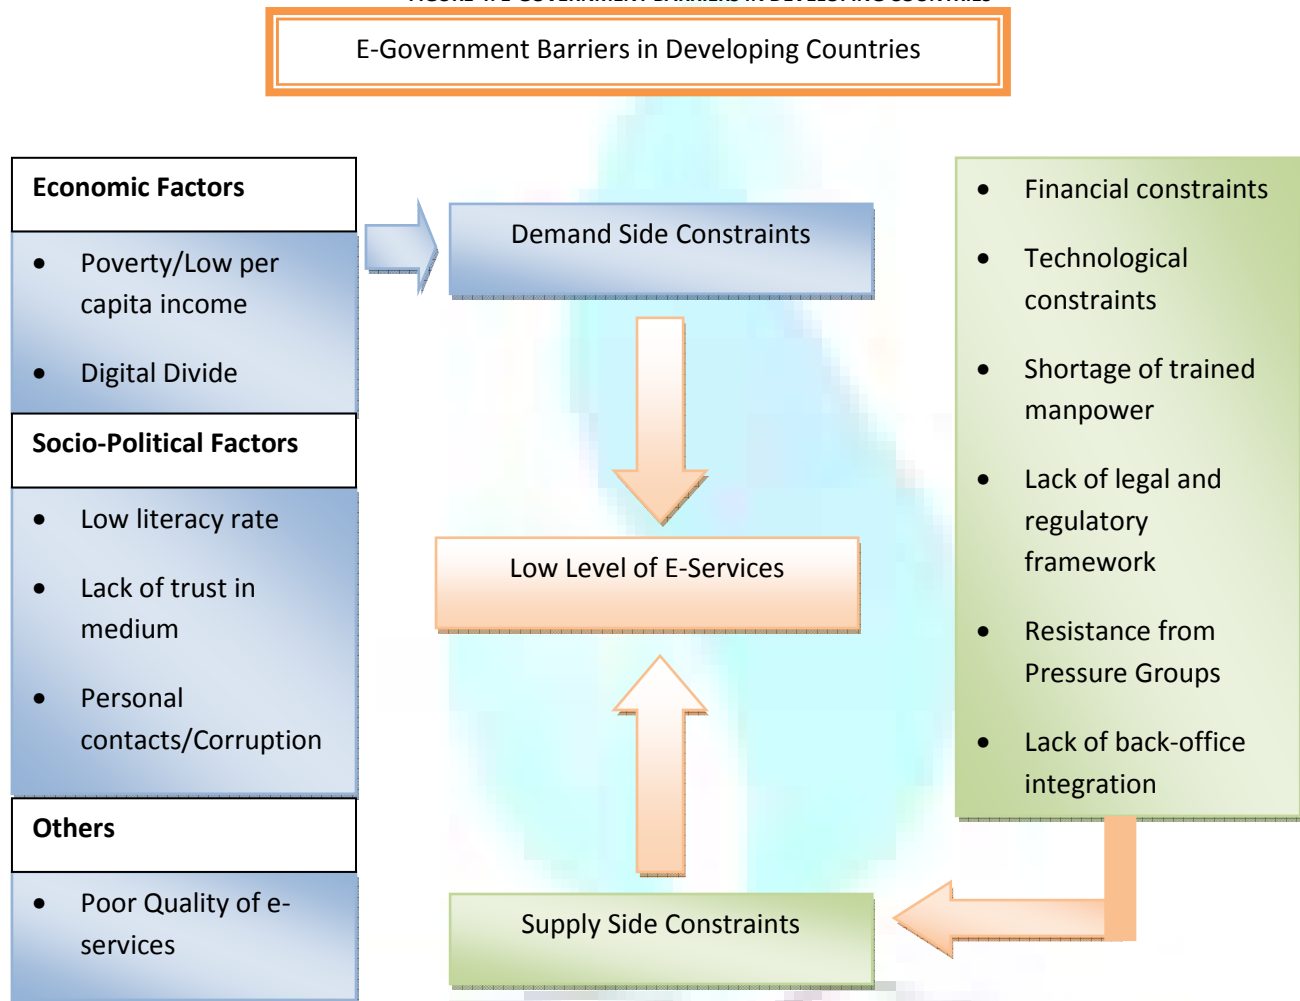 E-Government Barriers in Developing Countries
Economic Factors
• Poverty/Low per
capita income
• Digital Divide
Socio-Political Factors
• Low literacy rate
• Lack of trust in
medium
• Personal
contacts/Corruption
Others
• Poor Quality of e-
services
Demand Side Constraints
Low Level of E-Services
Supply Side Constraints
• Financial constraints
• Technological
constraints
• Shortage of trained
manpower
• Lack of legal and
regulatory
framework
• Resistance from
Pressure Groups
• Lack of back-office
integration